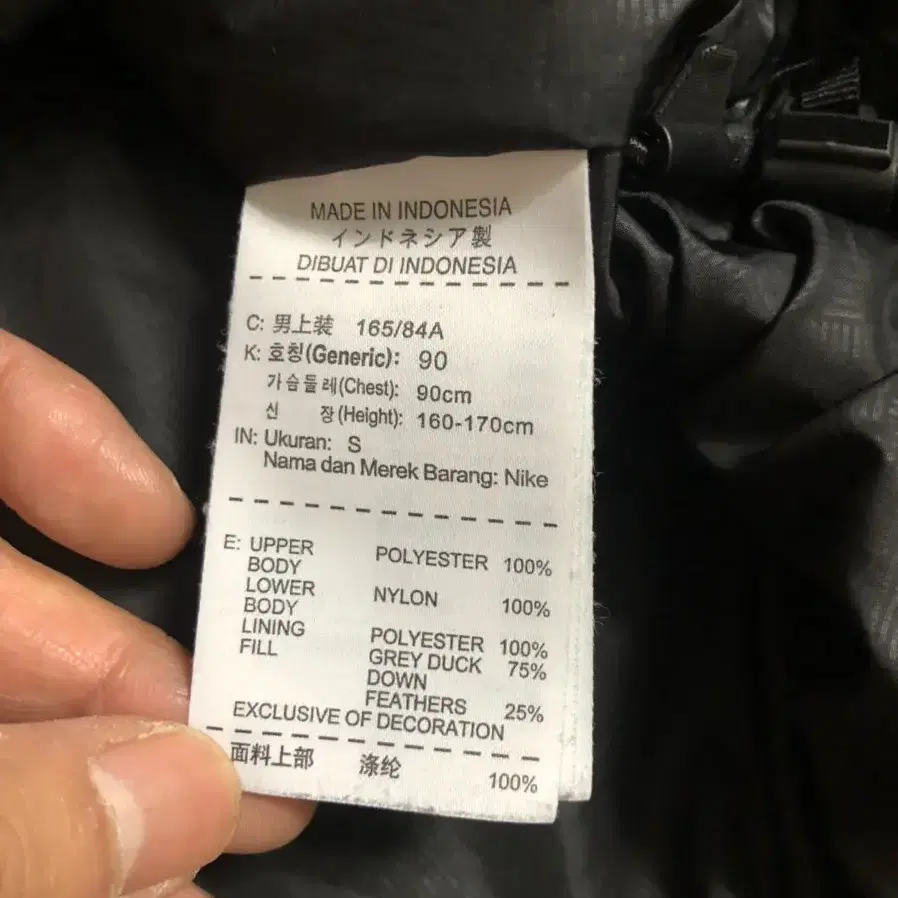 MADE IN INDONESIA
インドネシア製
DIBUAT DI INDONESIA
C: 男上装 165/84A
K: 호칭(Generic): 90
가슴둘레(Chest): 90cm
신 장(Height): 160-170cm
IN: Ukuran: S
Nama dan Merek Barang: Nike
E: UPPER BODY POLYESTER 100%
LOWER BODY NYLON 100%
LINING POLYESTER 100%
FILL GREY DUCK DOWN 75%
FEATHERS 25%
EXCLUSIVE OF DECORATION
面料上部 涤纶 100%